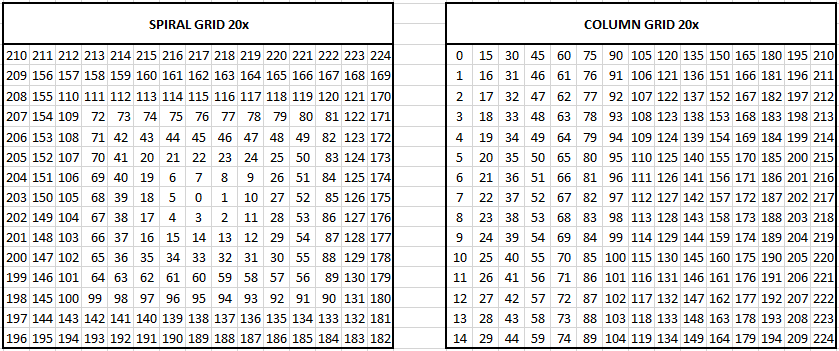 SPIRAL GRID 20x
210 211 212 213 214 215 216 217 218 219 220 221 222 223 224
209 156 157 158 159 160 161 162 163 164 165 166 167 168 169
208 155 110 111 112 113 114 115 116 117 118 119 120 121 170
207 154 109 72 73 74 75 76 77 78 79 80 81 122 171
206 153 108 71 42 43 44 45 46 47 48 49 82 123 172
205 152 107 70 41 20 21 22 23 24 25 50 83 124 173
204 151 106 69 40 19 6 7 8 9 26 51 84 125 174
203 150 105 68 39 18 5 0 1 10 27 52 85 126 175
202 149 104 67 38 17 4 3 2 11 28 53 86 127 176
201 148 103 66 37 16 15 14 13 12 29 54 87 128 177
200 147 102 65 36 35 34 33 32 31 30 55 88 129 178
199 146 101 64 63 62 61 60 59 58 57 56 89 130 179
198 145 100 99 98 97 96 95 94 93 92 91 90 131 180
197 144 143 142 141 140 139 138 137 136 135 134 133 132 181
196 195 194 193 192 191 190 189 188 187 186 185 184 183 182
COLUMN GRID 20x
0 15 30 45 60 75 90 105 120 135 150 165 180 195 210
1 16 31 46 61 76 91 106 121 136 151 166 181 196 211
2 17 32 47 62 77 92 107 122 137 152 167 182 197 212
3 18 33 48 63 78 93 108 123 138 153 168 183 198 213
4 19 34 49 64 79 94 109 124 139 154 169 184 199 214
5 20 35 50 65 80 95 110 125 140 155 170 185 200 215
6 21 36 51 66 81 96 111 126 141 156 171 186 201 216
7 22 37 52 67 82 97 112 127 142 157 172 187 202 217
8 23 38 53 68 83 98 113 128 143 158 173 188 203 218
9 24 39 54 69 84 99 114 129 144 159 174 189 204 219
10 25 40 55 70 85 100 115 130 145 160 175 190 205 220
11 26 41 56 71 86 101 116 131 146 161 176 191 206 221
12 27 42 57 72 87 102 117 132 147 162 177 192 207 222
13 28 43 58 73 88 103 118 133 148 163 178 193 208 223
14 29 44 59 74 89 104 119 134 149 164 179 194 209 224